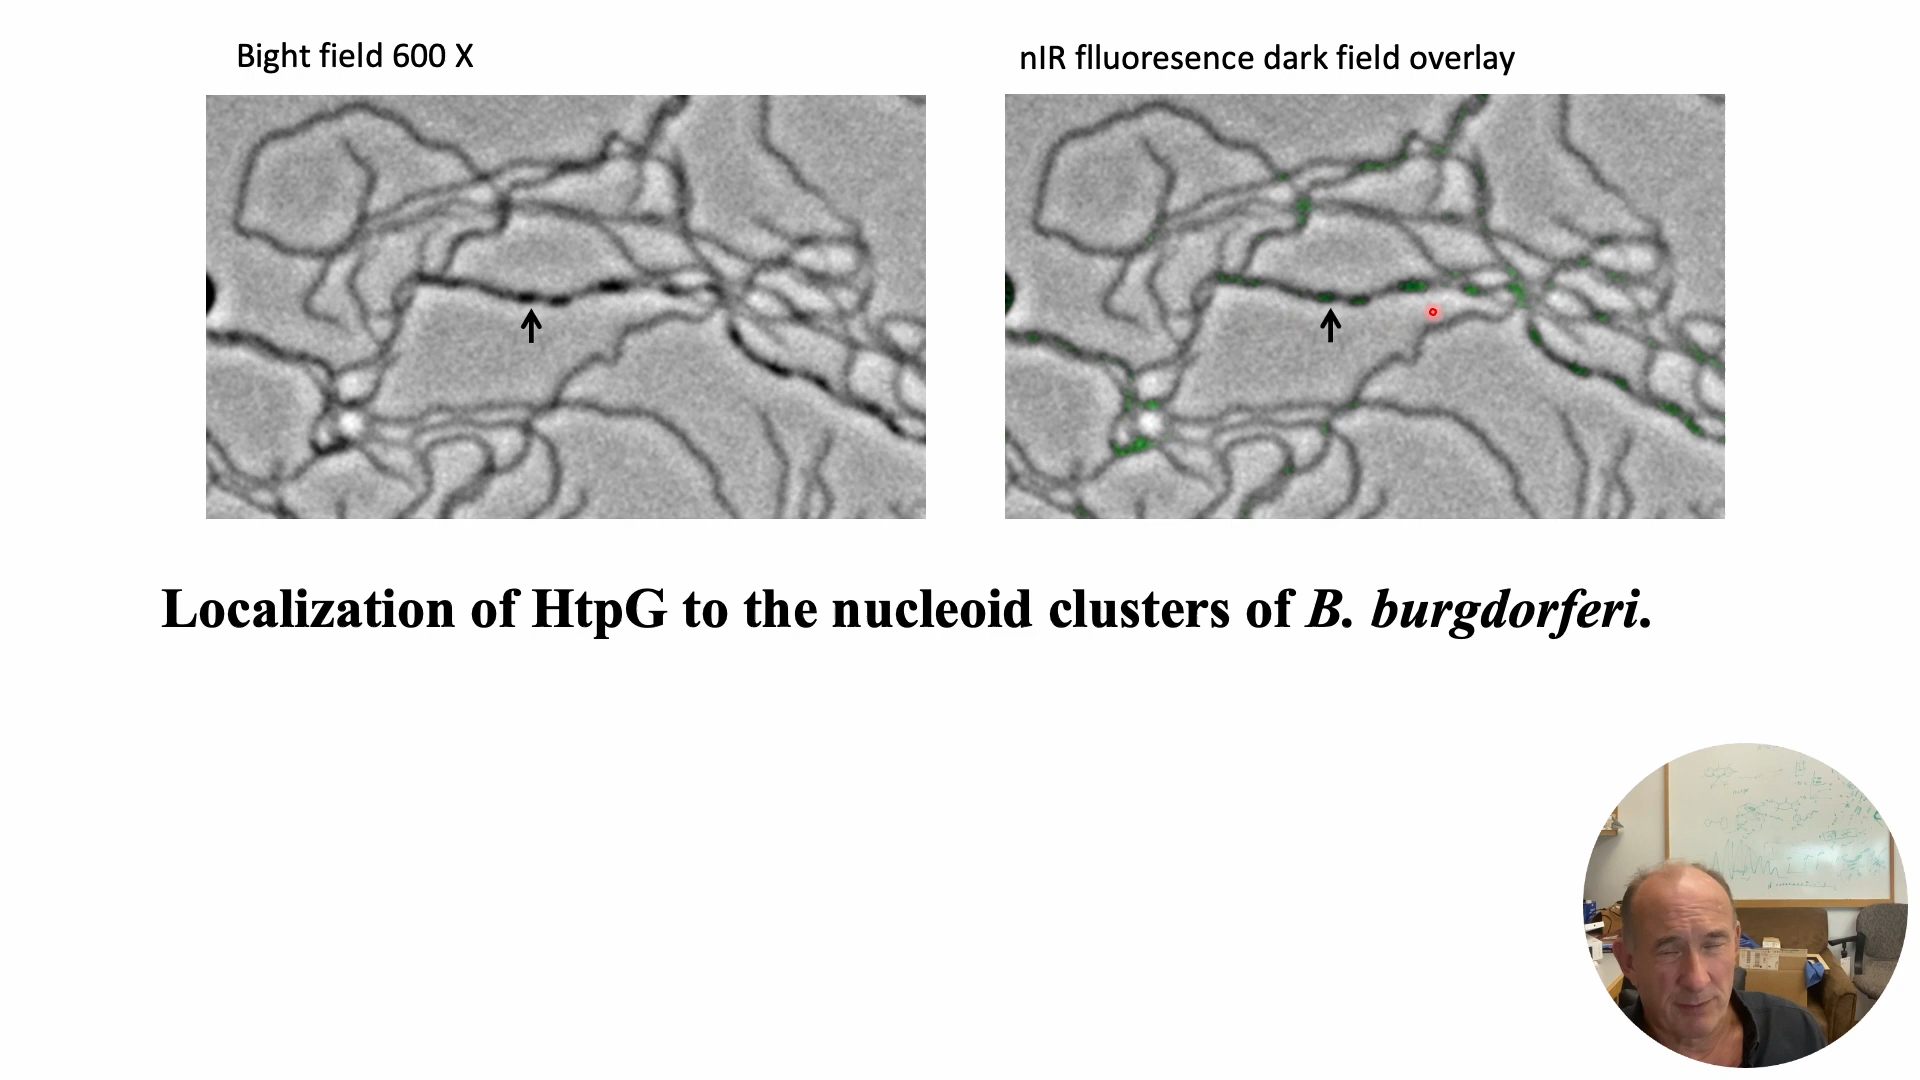 Bight field 600 X
nIR flluoresence dark field overlay
Localization of HtpG to the nucleoid clusters of B. burgdorferi.